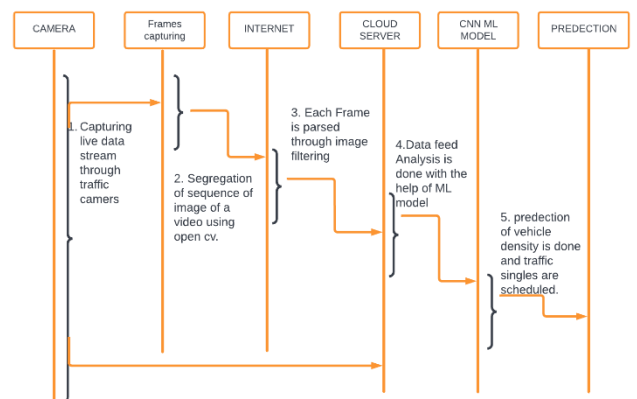 CAMERA
Frames
capturing
INTERNET
CLOUD
SERVER
CNN ML
MODEL
PREDECTION
1. Capturing
live data
stream
through
traffic
camers
2. Segregation
of sequence of
image of a
video using
open cv.
3. Each Frame
is parsed
through image
filtering
4.Data feed
Analysis is
done with the
help of ML
model
5. predection
of vehicle
density is done
and traffic
singles are
scheduled.